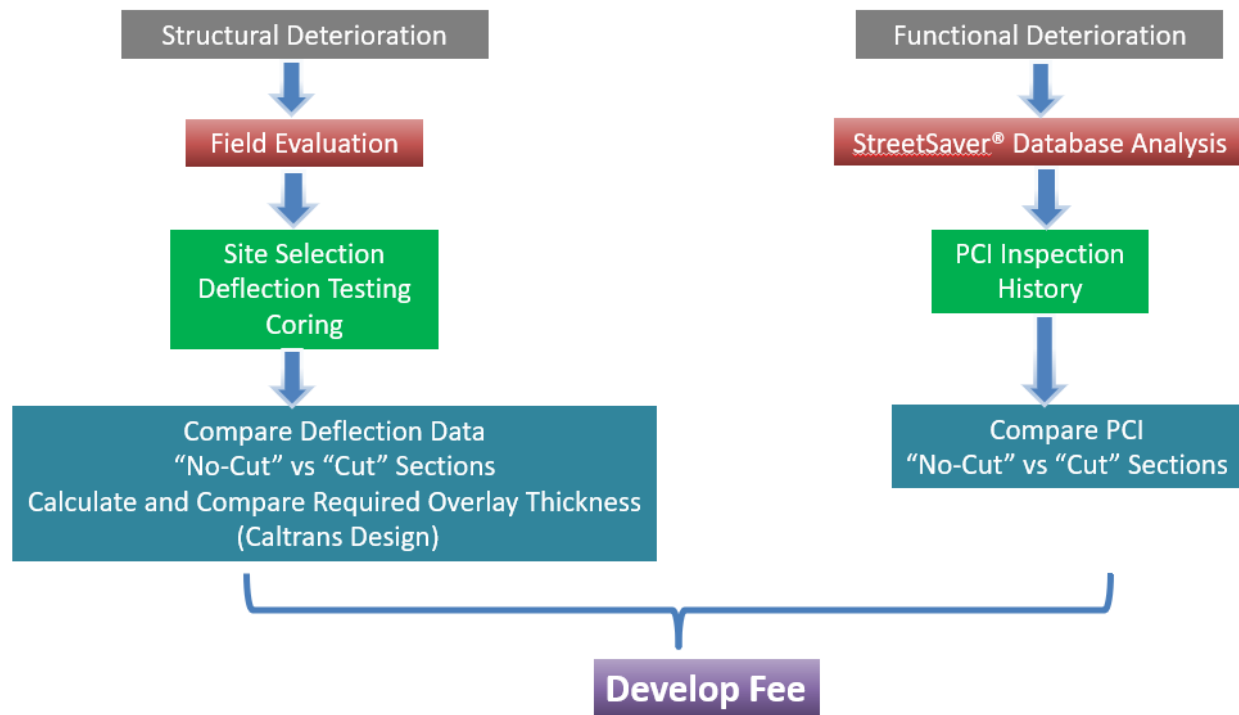 Structural Deterioration
Functional Deterioration
Field Evaluation
StreetSaver® Database Analysis
Site Selection
Deflection Testing
Coring
PCI Inspection
History
Compare Deflection Data
“No-Cut” vs “Cut” Sections
Calculate and Compare Required Overlay Thickness
(Caltrans Design)
Compare PCI
“No-Cut” vs “Cut” Sections
Develop Fee